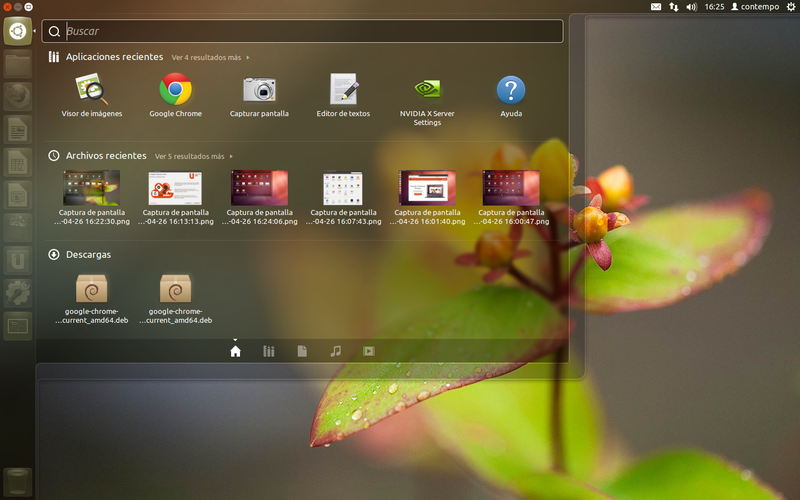 16:25 contempo
Buscar
Aplicaciones recientes Ver 4 resultados más
Visor de imágenes Google Chrome Capturar pantalla Editor de textos NVIDIA X Server Ayuda
Settings
Archivos recientes Ver 5 resultados más
Captura de pantalla Captura de pantalla Captura de pantalla Captura de pantalla Captura de pantalla Captura de pantalla
...-04-26 16:22:30.png ...-04-26 16:13:13.png ...-04-26 16:24:06.png ...-04-26 16:07:43.png ...-04-26 16:01:40.png ...-04-26 16:00:47.png
Descargas
google-chrome- google-chrome-
...current_amd64.deb ...current_amd64.deb